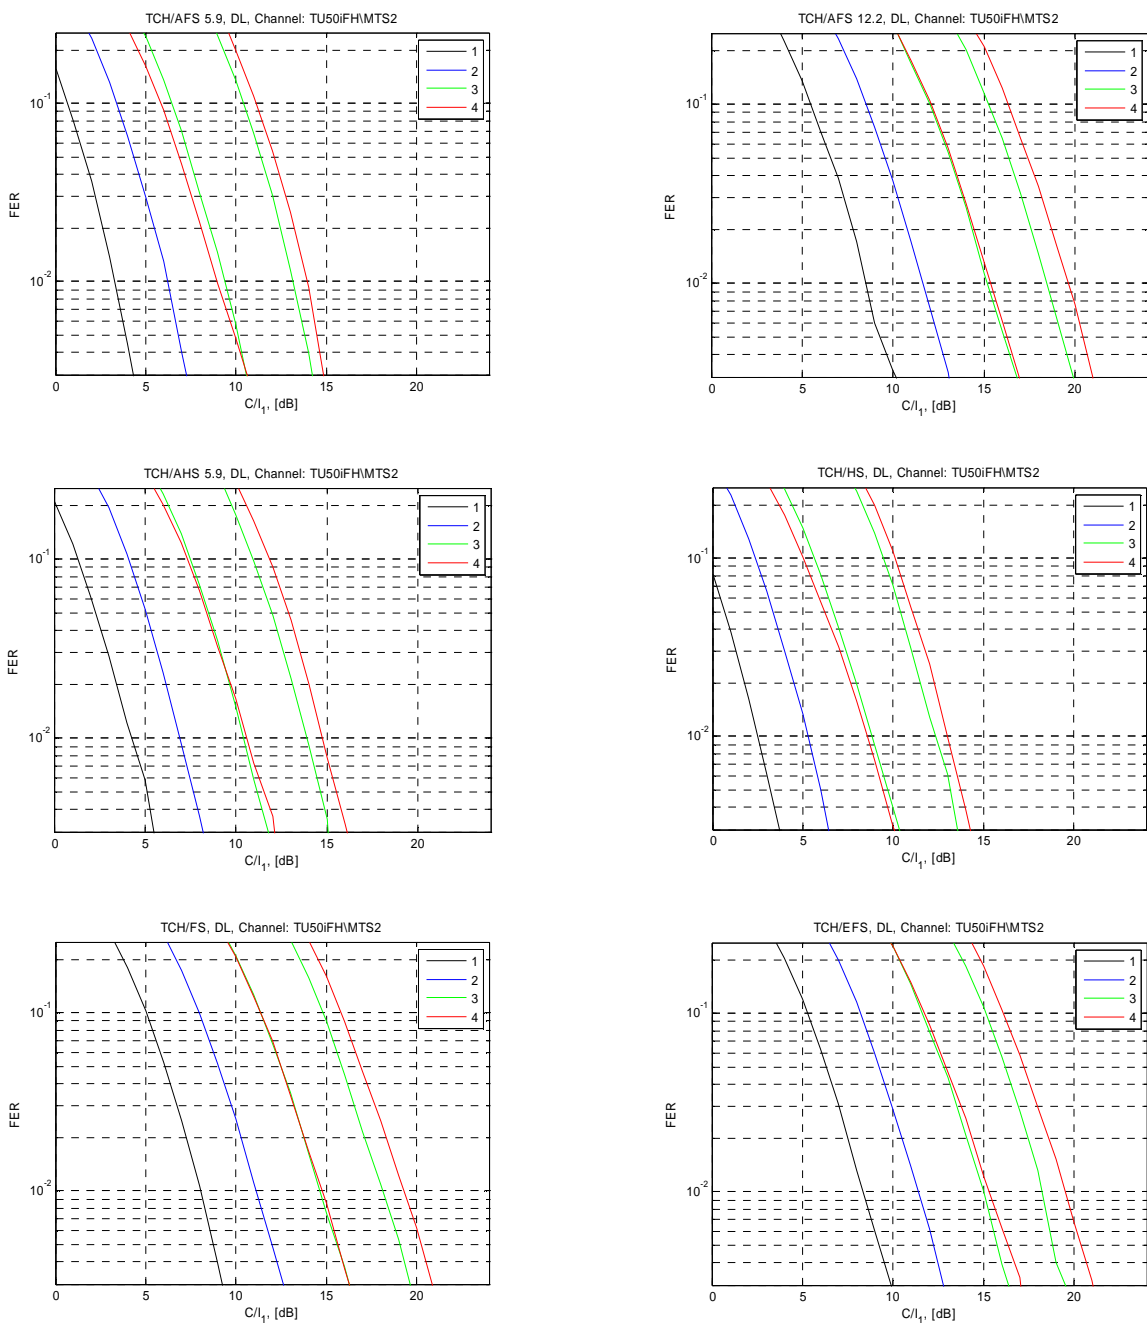 TCH/AFS 5.9, DL, Channel: TU50iFH\MTS2
1
2
3
4
10^-1
10^-2
FER
0 5 10 15 20
C/I_1, [dB]
TCH/AFS 12.2, DL, Channel: TU50iFH\MTS2
1
2
3
4
10^-1
10^-2
FER
0 5 10 15 20
C/I_1, [dB]
TCH/AHS 5.9, DL, Channel: TU50iFH\MTS2
1
2
3
4
10^-1
10^-2
FER
0 5 10 15 20
C/I_1, [dB]
TCH/HS, DL, Channel: TU50iFH\MTS2
1
2
3
4
10^-1
10^-2
FER
0 5 10 15 20
C/I_1, [dB]
TCH/FS, DL, Channel: TU50iFH\MTS2
1
2
3
4
10^-1
10^-2
FER
0 5 10 15 20
C/I_1, [dB]
TCH/EFS, DL, Channel: TU50iFH\MTS2
1
2
3
4
10^-1
10^-2
FER
0 5 10 15 20
C/I_1, [dB]